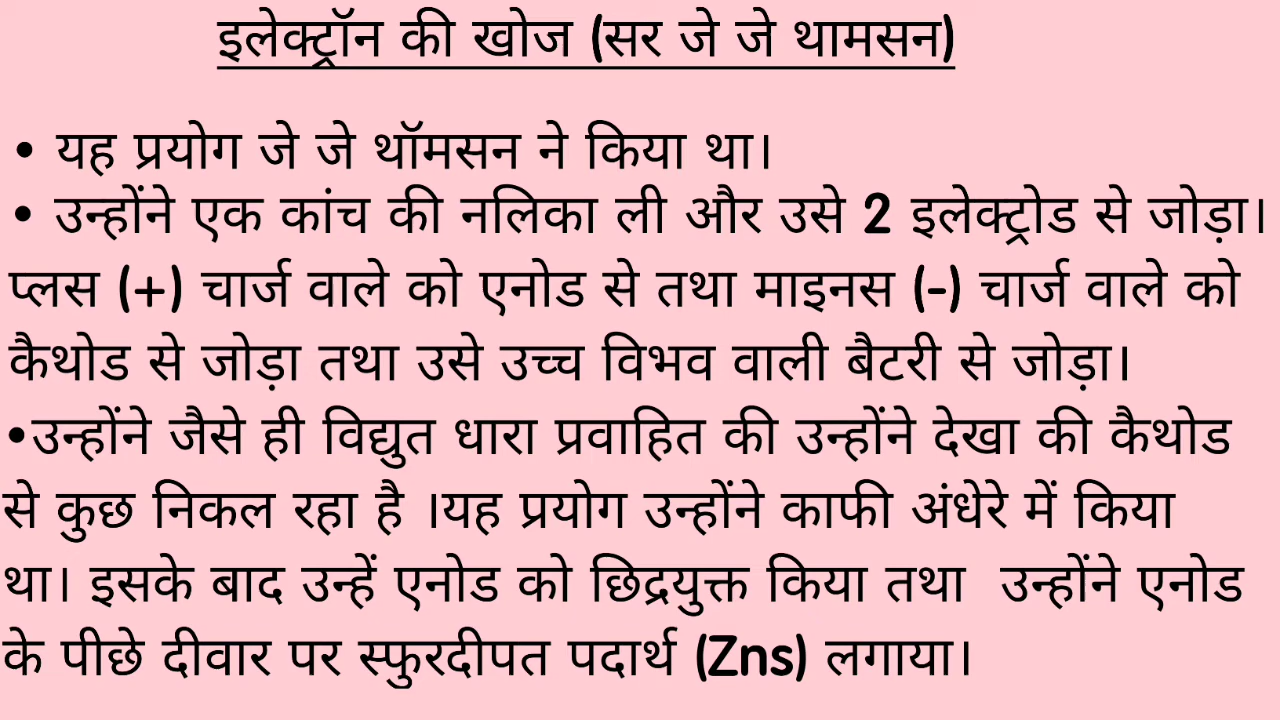 इलेक्ट्रॉन की खोज (सर जे जे थामसन)
• यह प्रयोग जे जे थॉमसन ने किया था।
• उन्होंने एक कांच की नलिका ली और उसे 2 इलेक्ट्रोड से जोड़ा।
प्लस (+) चार्ज वाले को एनोड से तथा माइनस (-) चार्ज वाले को
कैथोड से जोड़ा तथा उसे उच्च विभव वाली बैटरी से जोड़ा।
•उन्होंने जैसे ही विद्युत धारा प्रवाहित की उन्होंने देखा की कैथोड
से कुछ निकल रहा है ।यह प्रयोग उन्होंने काफी अंधेरे में किया
था। इसके बाद उन्हें एनोड को छिद्रयुक्त किया तथा  उन्होंने एनोड
के पीछे दीवार पर स्फुरदीपत पदार्थ (Zns) लगाया।